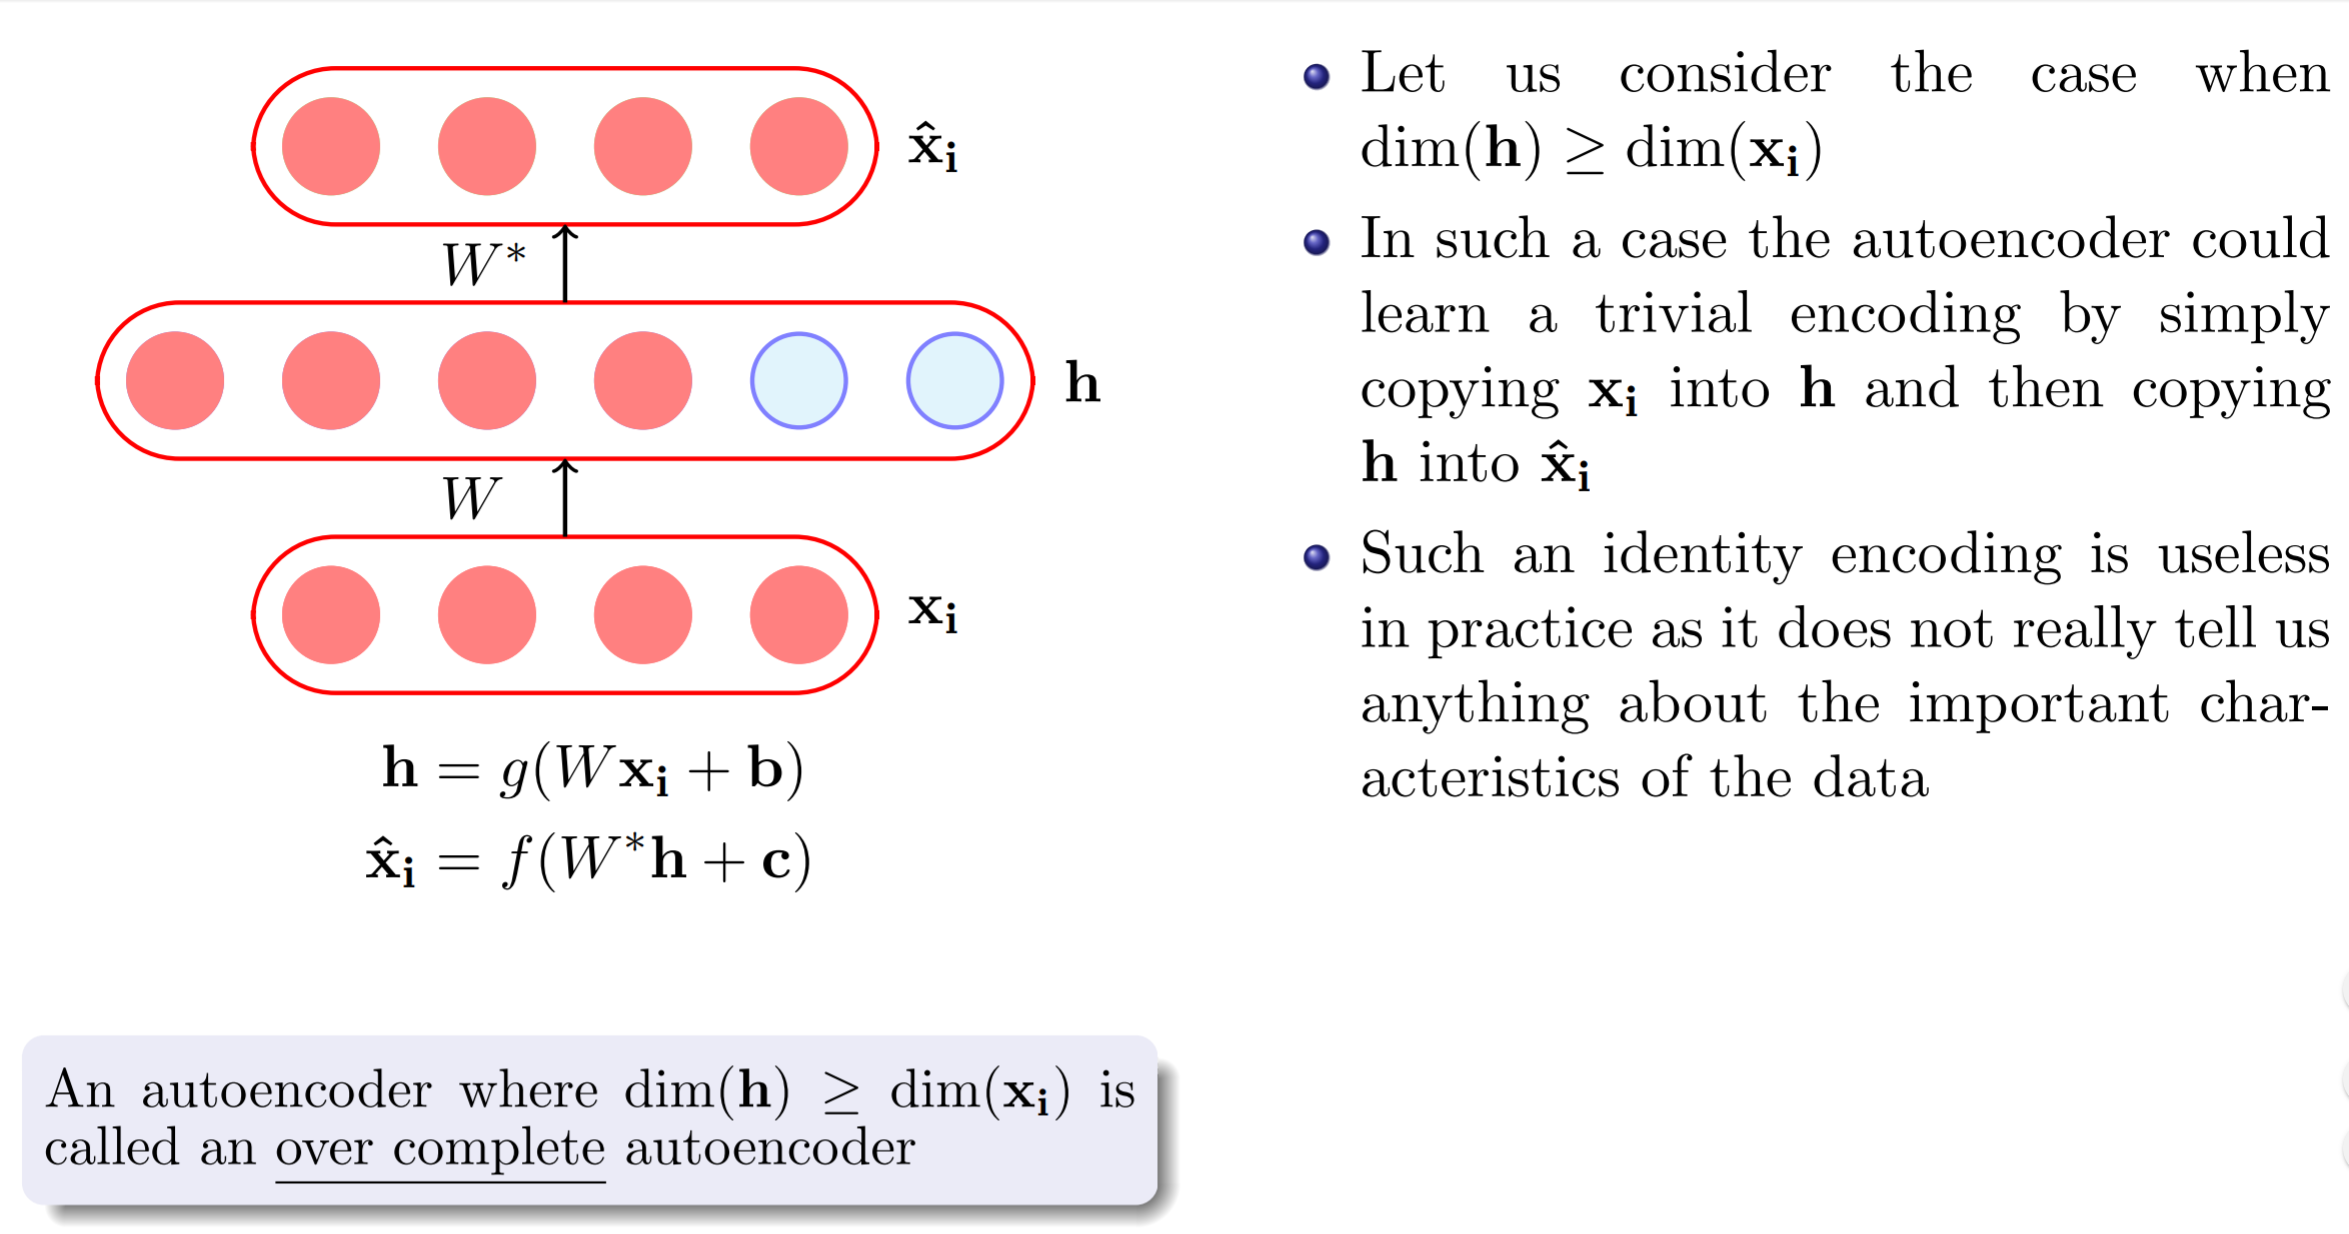 x̂ᵢ
W*
h
W
xᵢ
h = g(Wxᵢ + b)
x̂ᵢ = f(W*h + c)
An autoencoder where dim(h) ≥ dim(xᵢ) is
called an over complete autoencoder
Let us consider the case when
dim(h) ≥ dim(xᵢ)
In such a case the autoencoder could
learn a trivial encoding by simply
copying xᵢ into h and then copying
h into x̂ᵢ
Such an identity encoding is useless
in practice as it does not really tell us
anything about the important char-
acteristics of the data